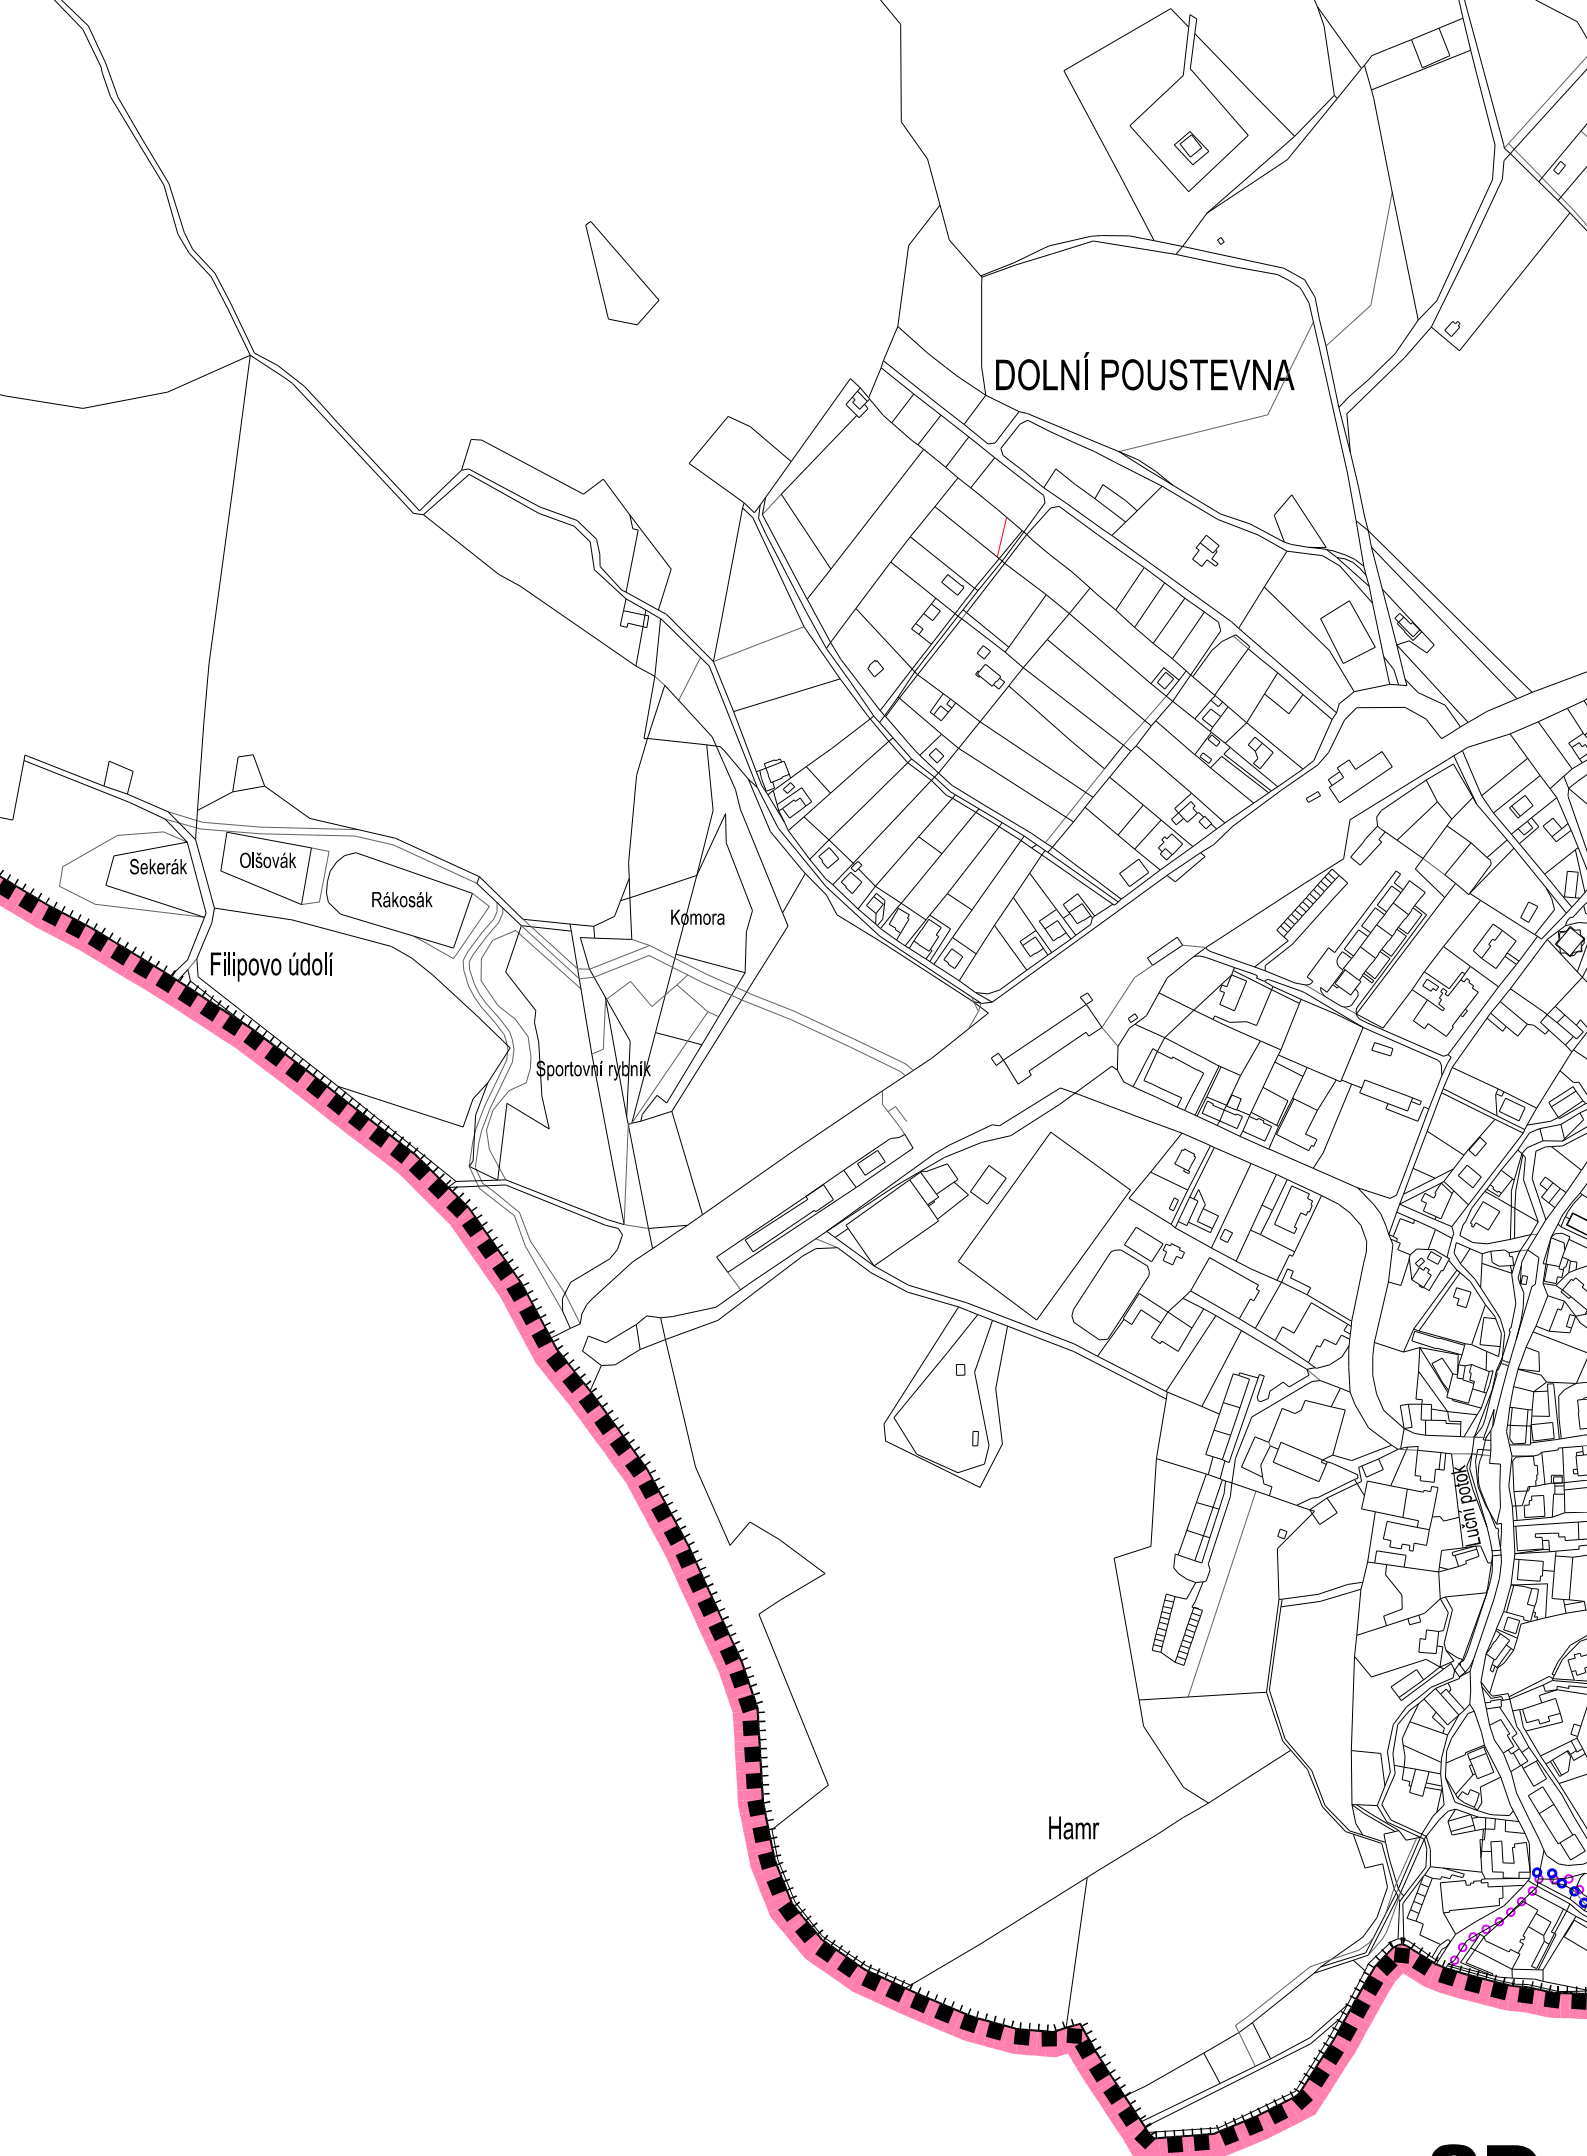 DOLNÍ POUSTEVNA
Sekerák
Olšovák
Rákosák
Komora
Filipovo údolí
Sportovní rybník
Luční potok
Hamr